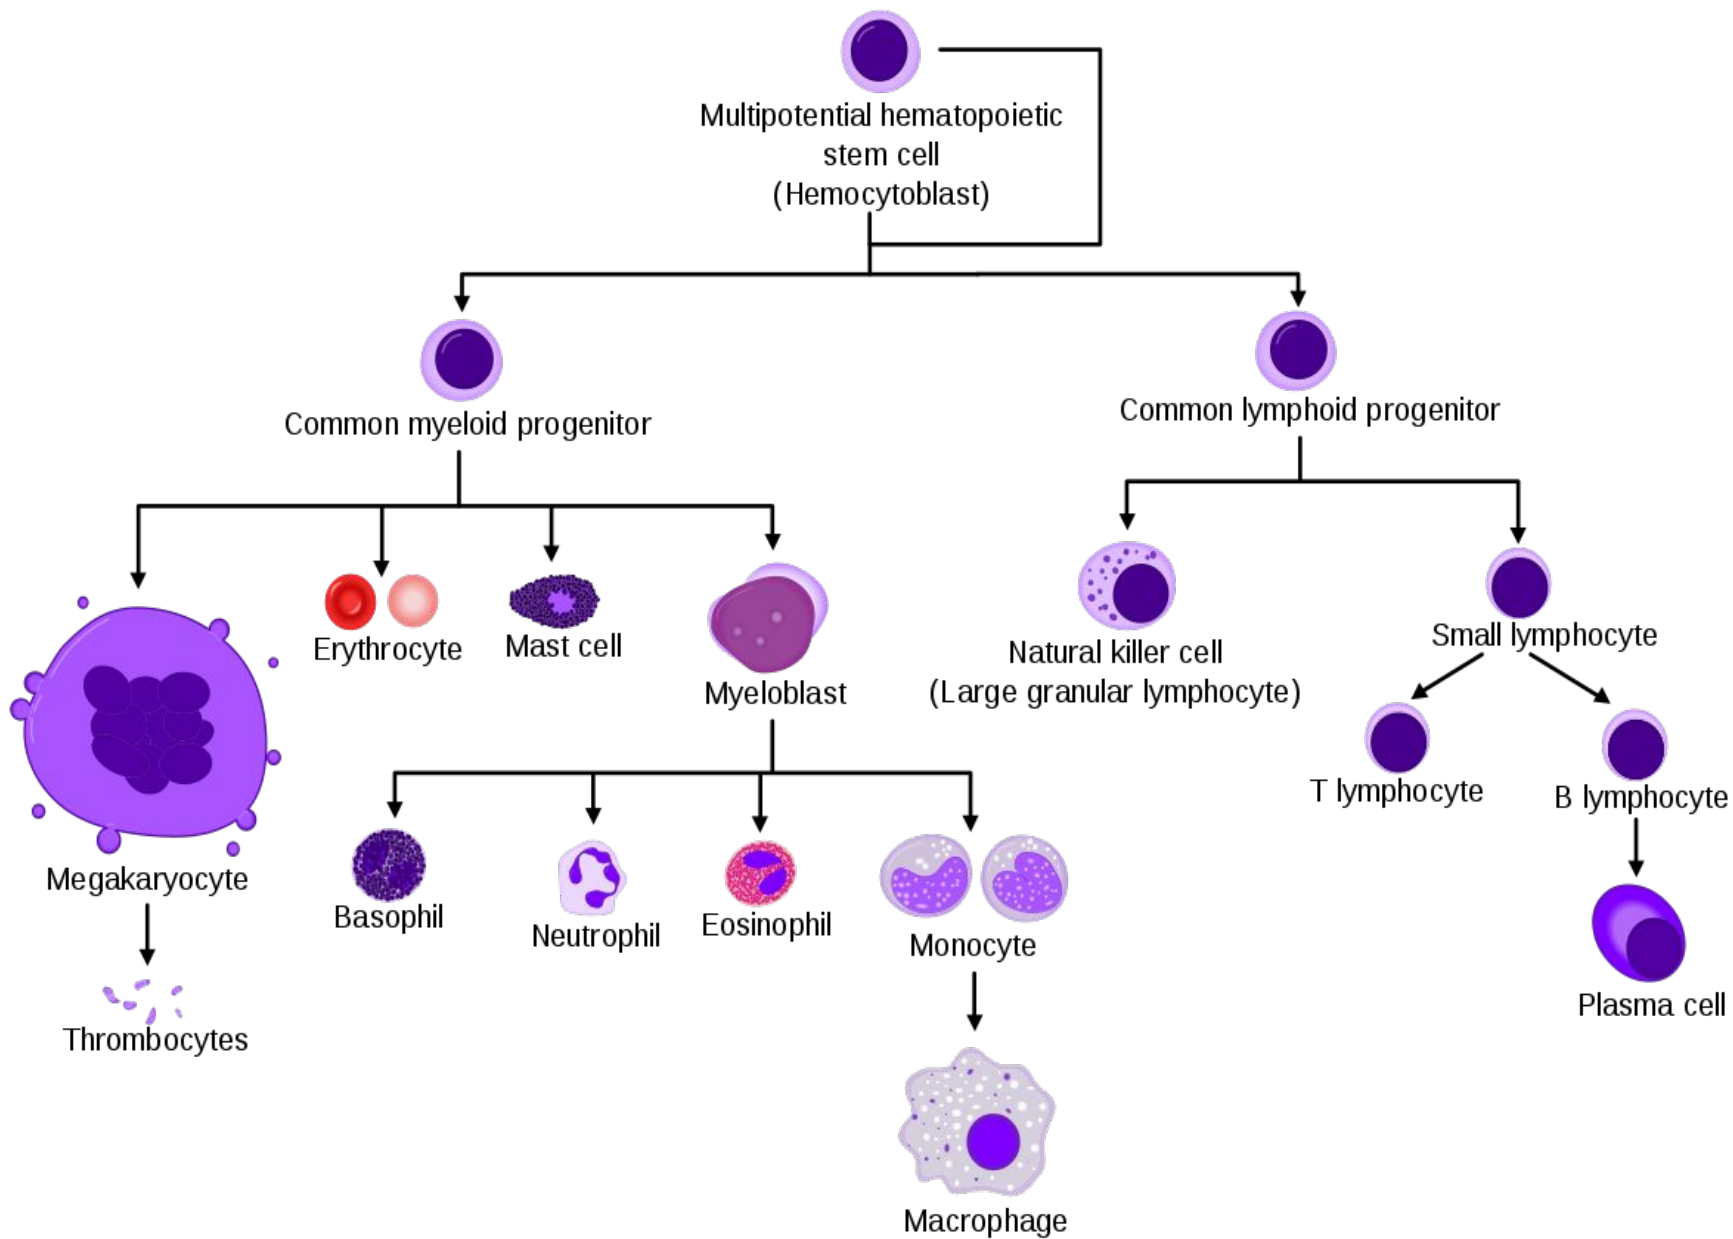 Multipotential hematopoietic
stem cell
(Hemocytoblast)
Common myeloid progenitor
Common lymphoid progenitor
Erythrocyte
Mast cell
Myeloblast
Natural killer cell
(Large granular lymphocyte)
Small lymphocyte
T lymphocyte
B lymphocyte
Megakaryocyte
Basophil
Neutrophil
Eosinophil
Monocyte
Plasma cell
Thrombocytes
Macrophage